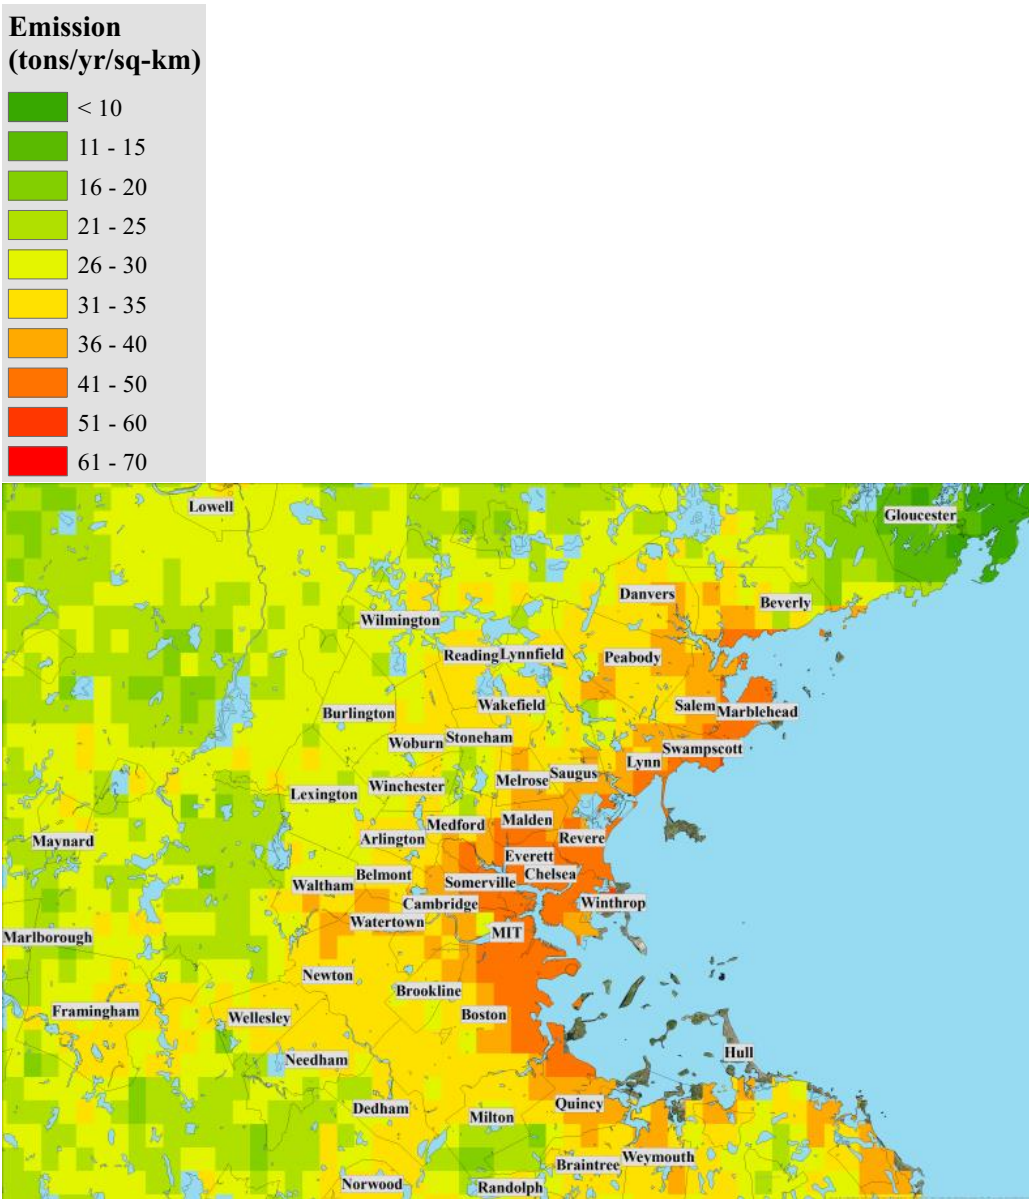 Emission
(tons/yr/sq-km)
< 10
11 - 15
16 - 20
21 - 25
26 - 30
31 - 35
36 - 40
41 - 50
51 - 60
61 - 70
Lowell
Gloucester
Danvers
Beverly
Wilmington
Reading Lynnfield
Peabody
Wakefield
Salem
Marblehead
Burlington
Woburn
Stoneham
Swampscott
Lynn
Saugus
Melrose
Winchester
Lexington
Medford
Malden
Arlington
Revere
Maynard
Everett
Belmont
Chelsea
Waltham
Somerville
Cambridge
Winthrop
Watertown
MIT
Marlborough
Newton
Brookline
Framingham
Wellesley
Boston
Needham
Hull
Dedham
Quincy
Milton
Braintree
Weymouth
Norwood
Randolph